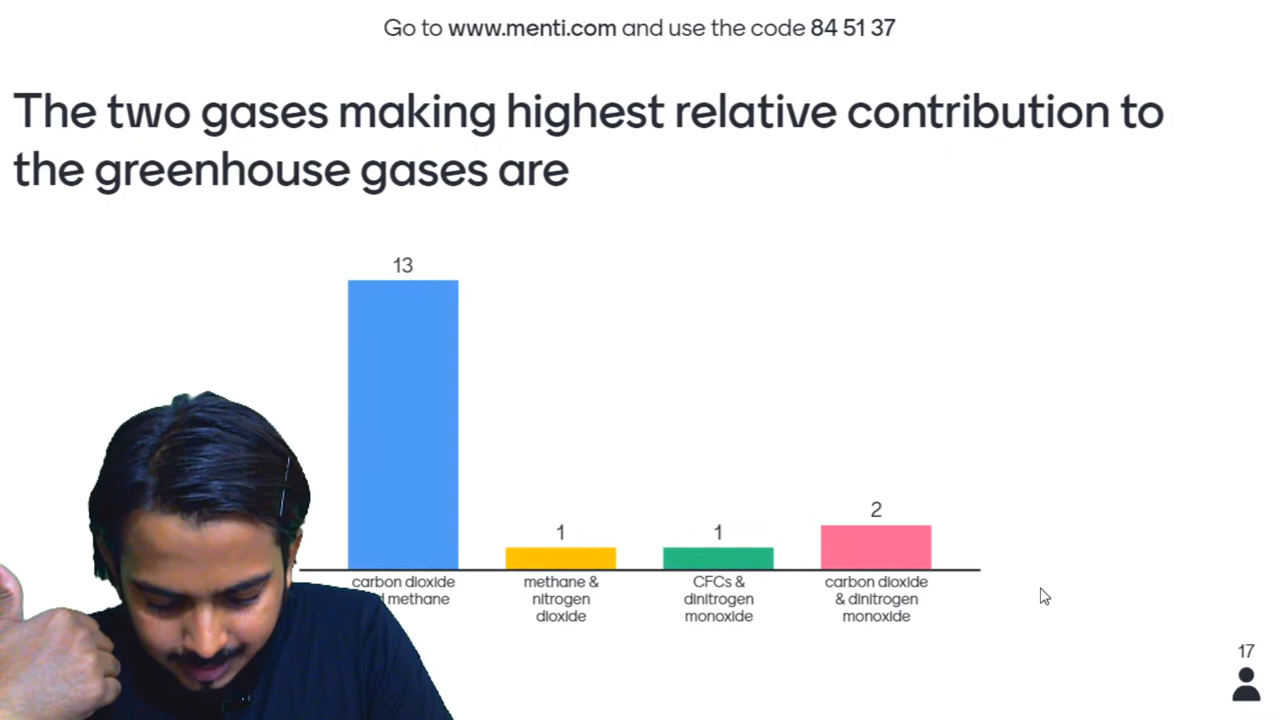 Go to www.menti.com and use the code 84 51 37
The two gases making highest relative contribution to
the greenhouse gases are
13
1
1
2
carbon dioxide
methane
methane &
nitrogen
dioxide
CFCs &
dinitrogen
monoxide
carbon dioxide
& dinitrogen
monoxide
17